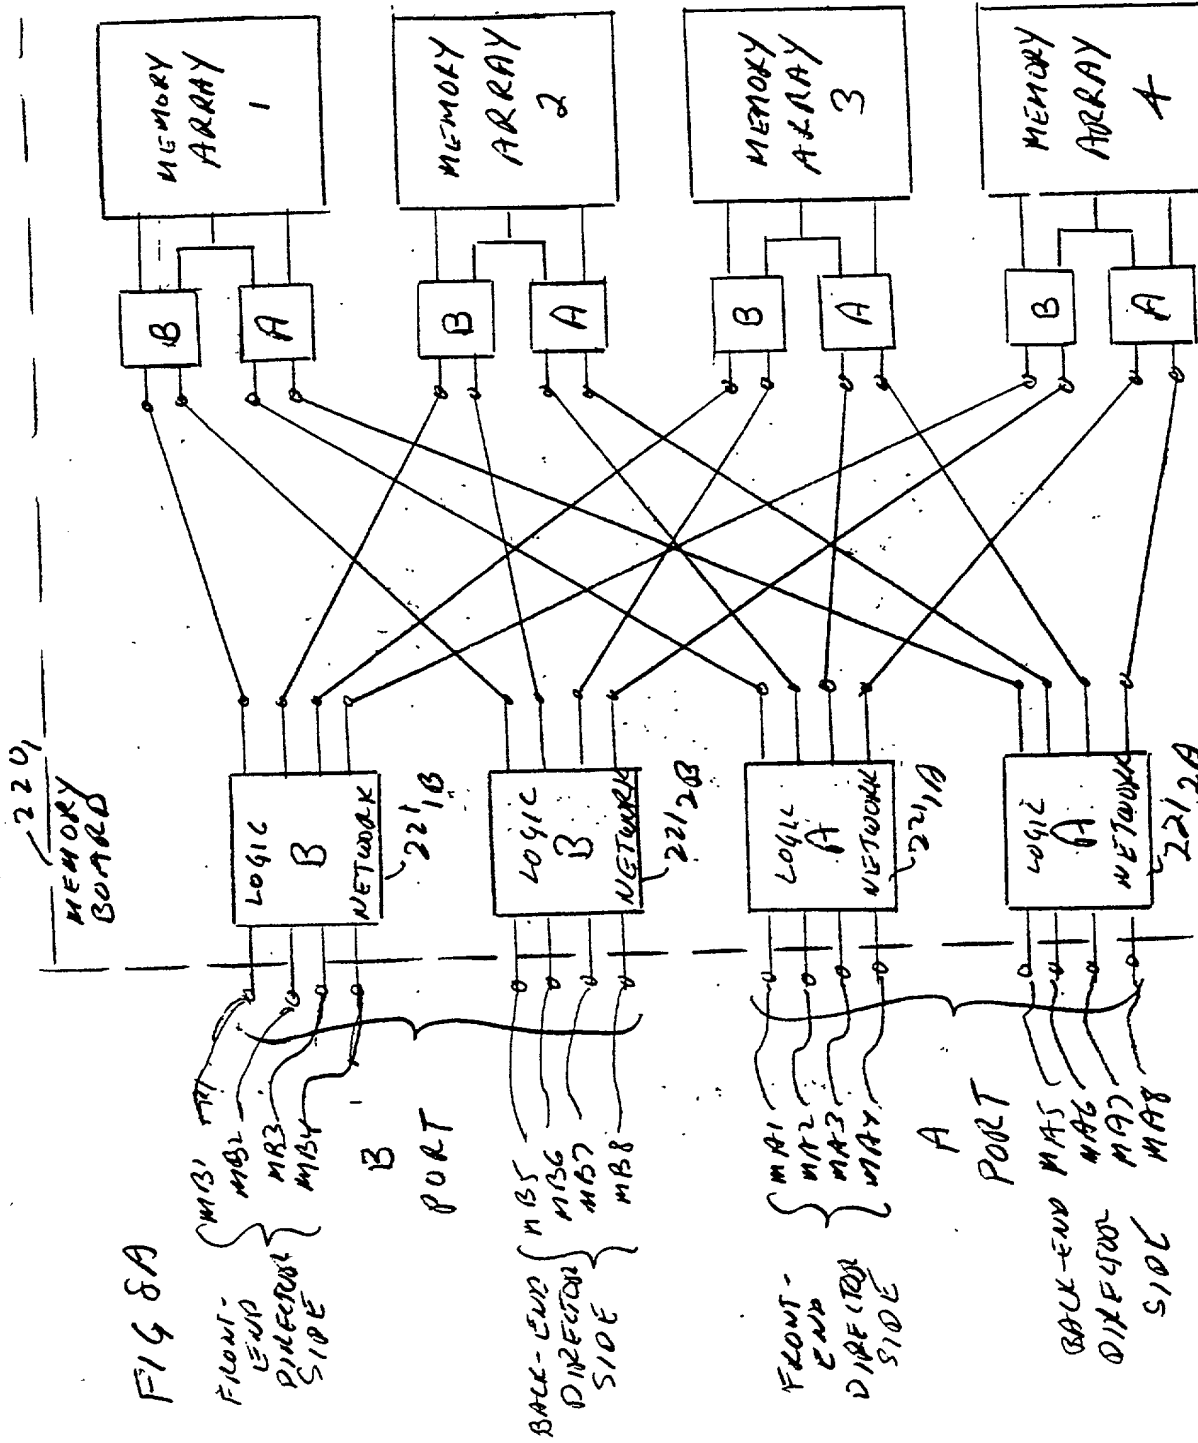 FIG 8A
220,
MEMORY
BOARD
FRONT-
END
DIRECTOR
SIDE
MB1
MB2
MB3
MB4
B
PORT
BACK-END
DIRECTOR
SIDE
MB5
MB6
MB7
MB8
FRONT-
END
DIRECTOR
SIDE
MA1
MA2
MA3
MA4
A
PORT
BACK-END
DIRECTOR
SIDE
MA5
MA6
MA7
MA8
LOGIC
B
NETWORK
221,1B
LOGIC
B
NETWORK
221,2B
LOGIC
A
NETWORK
221,1A
LOGIC
A
NETWORK
221,2A
B
A
B
A
B
A
B
A
MEMORY
ARRAY
1
MEMORY
ARRAY
2
MEMORY
ARRAY
3
MEMORY
ARRAY
4